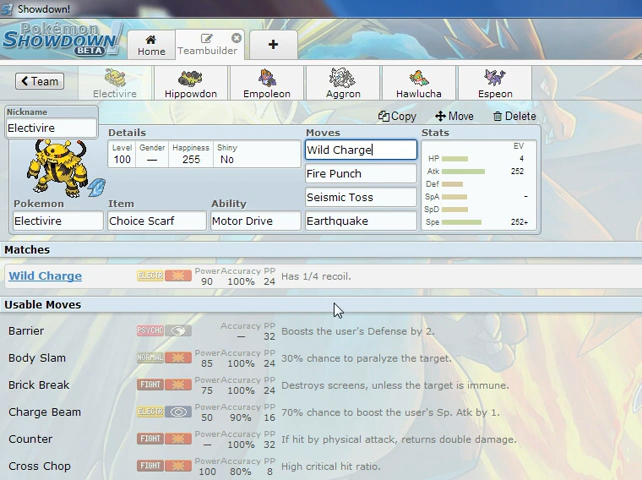 Showdown!
Pokémon
SHOWDOWN!
BETA
Home
Teambuilder
+
< Team
Electivire
Hippowdon
Empoleon
Aggron
Hawlucha
Espeon
Copy Move Delete
Nickname
Electivire
Details
Level Gender Happiness Shiny
100 — 255 No
Moves
Wild Charge
Fire Punch
Seismic Toss
Earthquake
Stats
EV
HP 4
Atk 252
Def
SpA -
SpD
Spe 252+
Pokemon Item Ability
Electivire Choice Scarf Motor Drive
Matches
Wild Charge ELECTR Power 90 Accuracy 100% PP 24 Has 1/4 recoil.
Usable Moves
Barrier PSYCHC Accuracy — PP 32 Boosts the user's Defense by 2.
Body Slam NORMAL Power 85 Accuracy 100% PP 24 30% chance to paralyze the target.
Brick Break FIGHT Power 75 Accuracy 100% PP 24 Destroys screens, unless the target is immune.
Charge Beam ELECTR Power 50 Accuracy 90% PP 16 70% chance to boost the user's Sp. Atk by 1.
Counter FIGHT Power — Accuracy 100% PP 32 If hit by physical attack, returns double damage.
Cross Chop FIGHT Power 100 Accuracy 80% PP 8 High critical hit ratio.